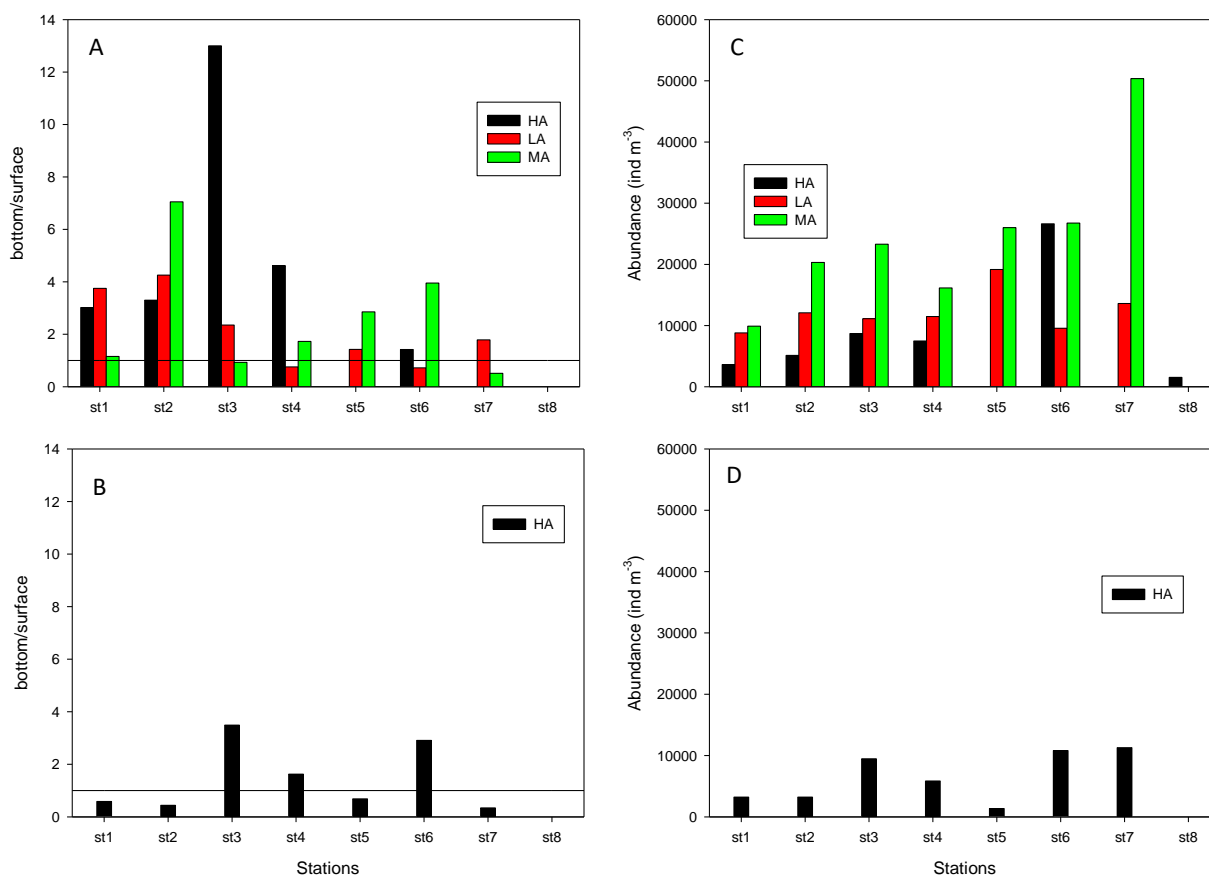 A
14
12
10
8
6
4
2
0
bottom/surface
HA
LA
MA
st1 st2 st3 st4 st5 st6 st7 st8
C
60000
50000
40000
30000
20000
10000
0
Abundance (ind m⁻³)
HA
LA
MA
st1 st2 st3 st4 st5 st6 st7 st8
B
14
12
10
8
6
4
2
0
bottom/surface
HA
st1 st2 st3 st4 st5 st6 st7 st8
Stations
D
60000
50000
40000
30000
20000
10000
0
Abundance (ind m⁻³)
HA
st1 st2 st3 st4 st5 st6 st7 st8
Stations